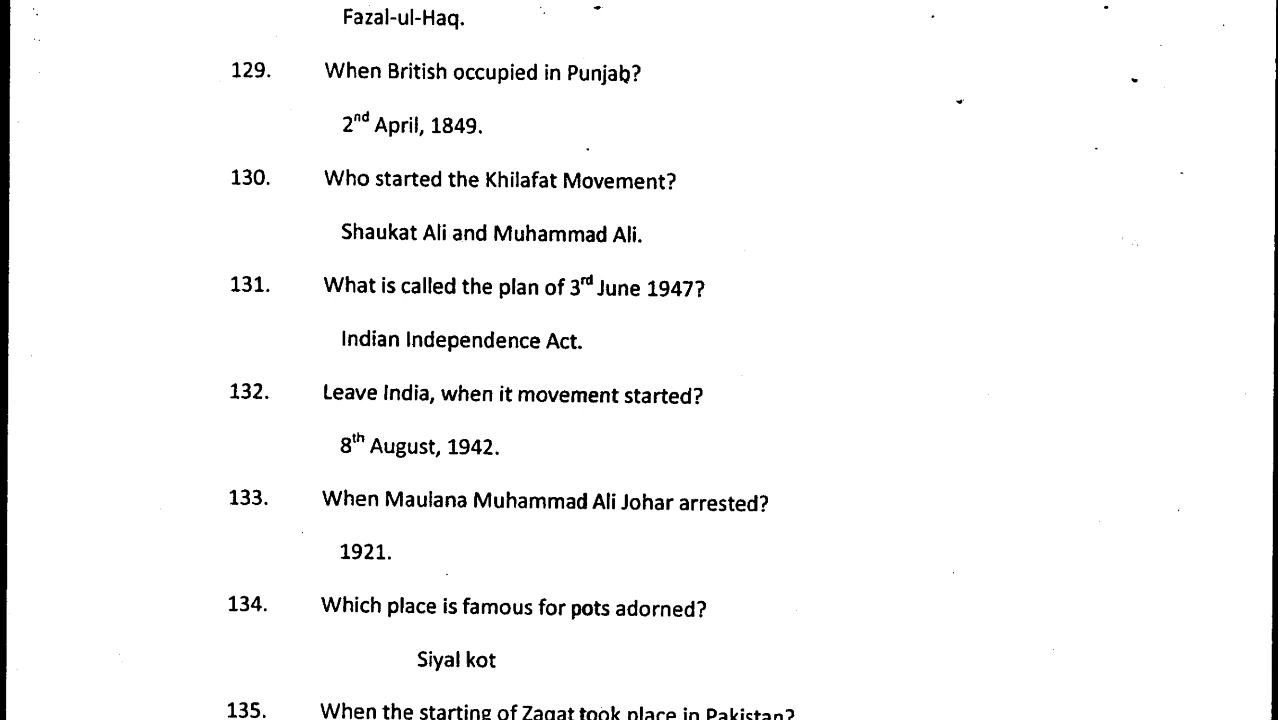 Fazal-ul-Haq.
129. When British occupied in Punjab?
2nd April, 1849.
130. Who started the Khilafat Movement?
Shaukat Ali and Muhammad Ali.
131. What is called the plan of 3rd June 1947?
Indian Independence Act.
132. Leave India, when it movement started?
8th August, 1942.
133. When Maulana Muhammad Ali Johar arrested?
1921.
134. Which place is famous for pots adorned?
Siyal kot
135. When the starting of Zaqat took place in Pakistan?